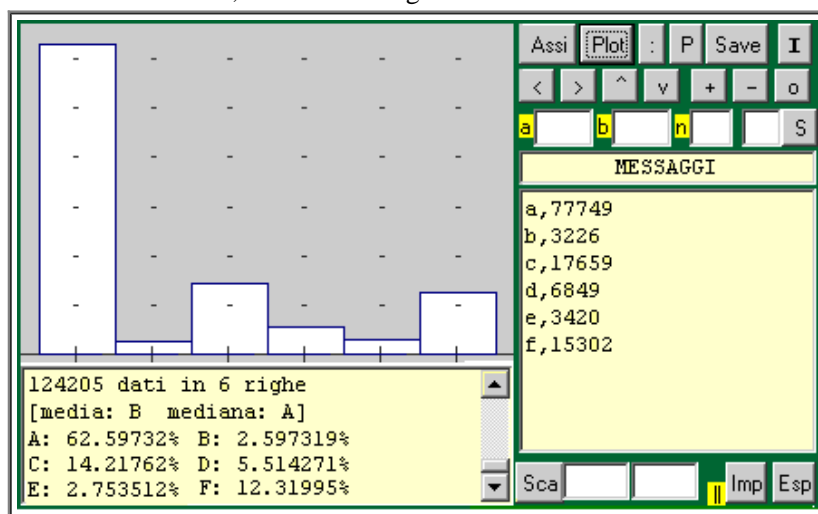 Assi Plot : P Save I
< > ^ v + - o
a b n S
MESSAGGI
a,77749
b,3226
c,17659
d,6849
e,3420
f,15302
124205 dati in 6 righe
[media: B mediana: A]
A: 62.59732% B: 2.597319%
C: 14.21762% D: 5.514271%
E: 2.753512% F: 12.31995%
Sca || Imp Esp